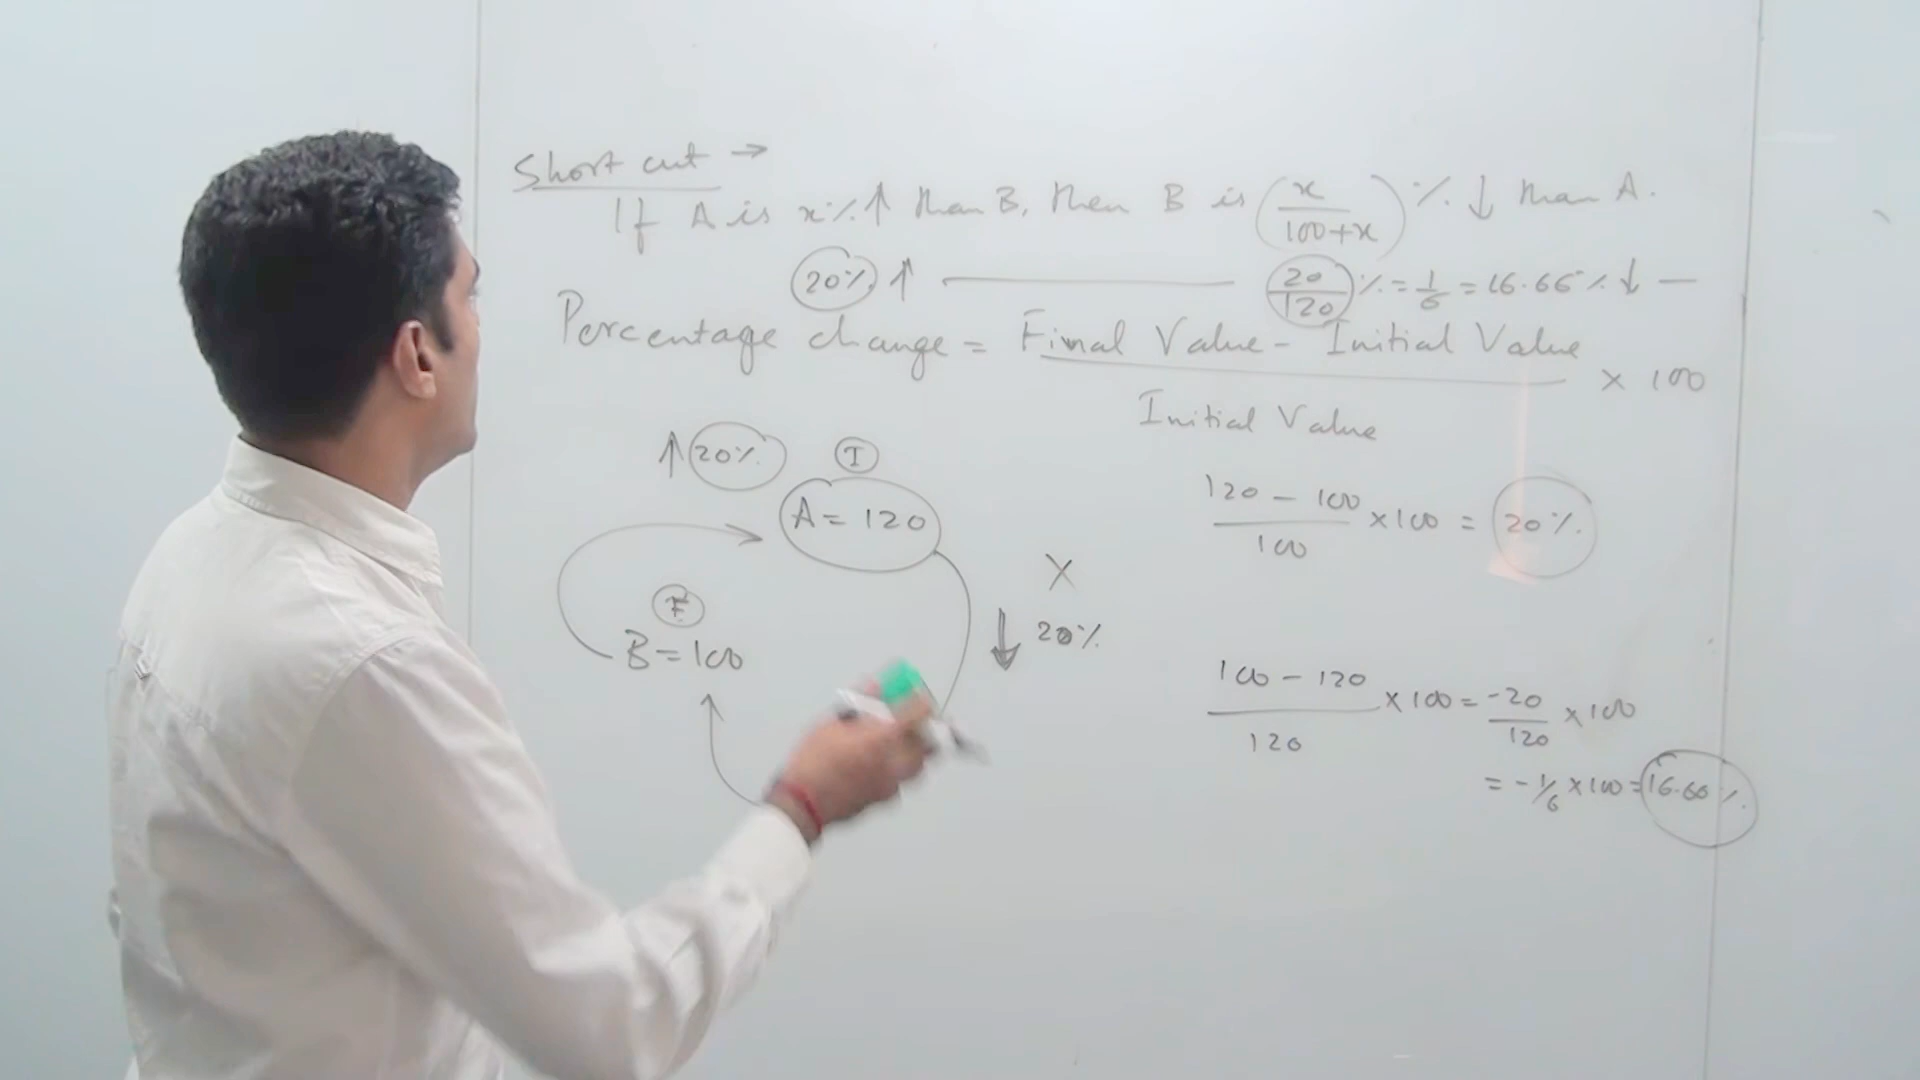 Short cut →
If A is x% ↑ than B, then B is (x/100+x) % ↓ than A.
20% ↑ — 20/120 % = 1/6 = 16.66% ↓ —
Percentage change = Final Value - Initial Value / Initial Value × 100
↑ 20% I
A = 120
120 - 100 / 100 × 100 = 20%
X
F
↓ 20%
B = 100
100 - 120 / 120 × 100 = -20/120 × 100
= -1/6 × 100 = 16.66%